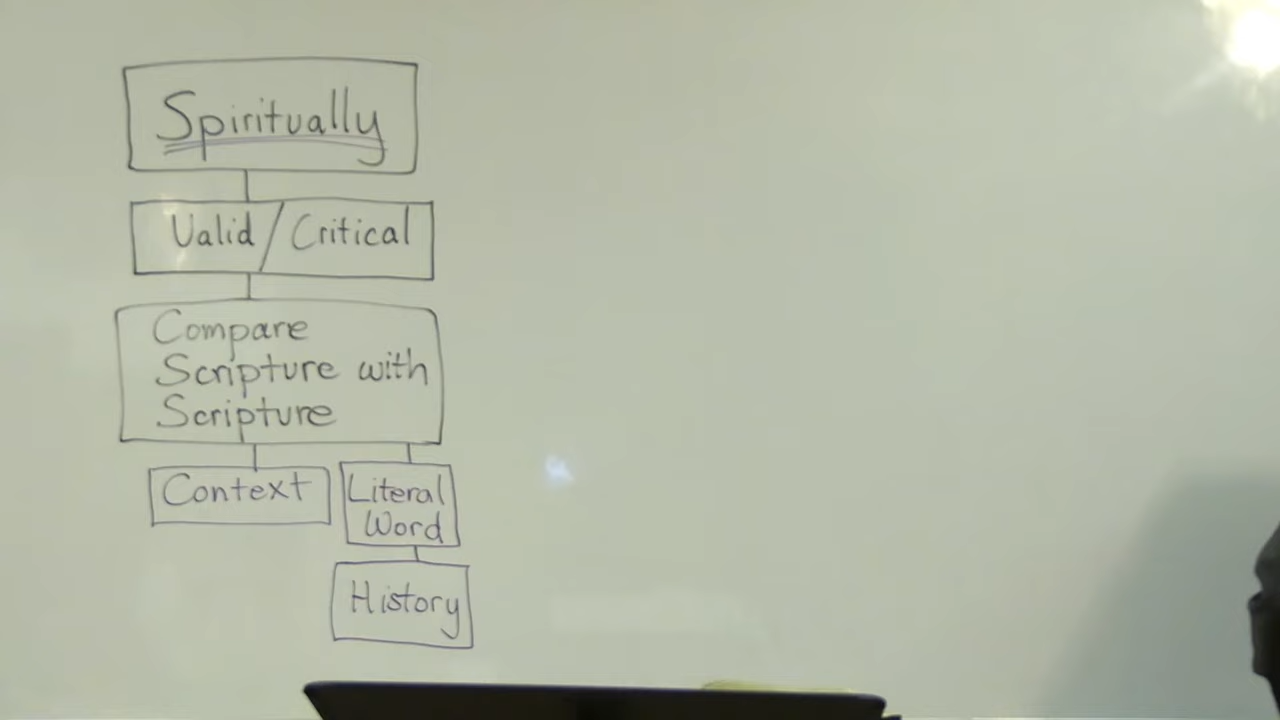 Spiritually
Valid / Critical
Compare
Scripture with
Scripture
Context
Literal
Word
History